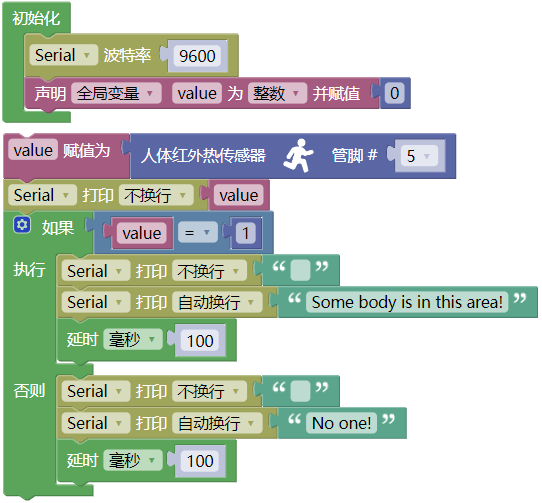 初始化
Serial 波特率 9600
声明 全局变量 value 为 整数 并赋值 0
value 赋值为 人体红外热传感器 管脚 # 5
Serial 打印 不换行 value
如果 value = 1
执行 Serial 打印 不换行 “ ”
Serial 打印 自动换行 “ Some body is in this area! ”
延时 毫秒 100
否则 Serial 打印 不换行 “ ”
Serial 打印 自动换行 “ No one! ”
延时 毫秒 100